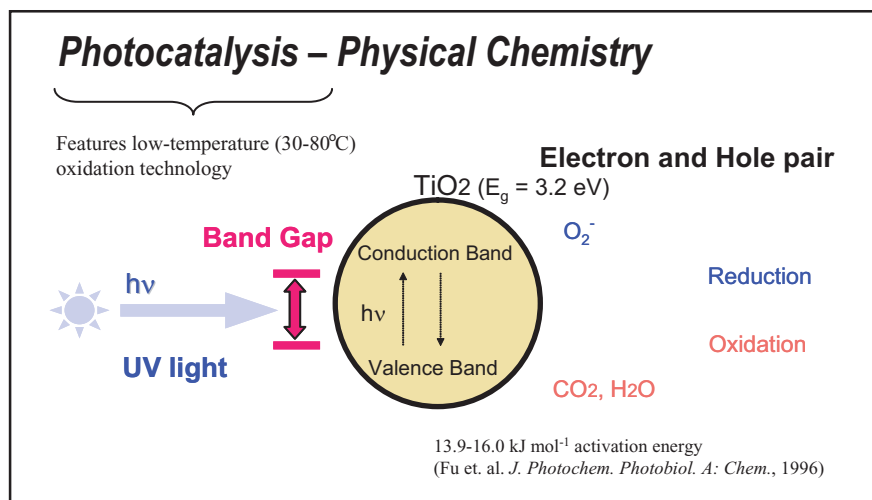 Photocatalysis – Physical Chemistry
Features low-temperature (30-80°C)
oxidation technology
Electron and Hole pair
TiO2 (Eg = 3.2 eV)
O2-
Band Gap
Conduction Band
hν
Reduction
hν
Oxidation
UV light
Valence Band
CO2, H2O
13.9-16.0 kJ mol-1 activation energy
(Fu et. al. J. Photochem. Photobiol. A: Chem., 1996)